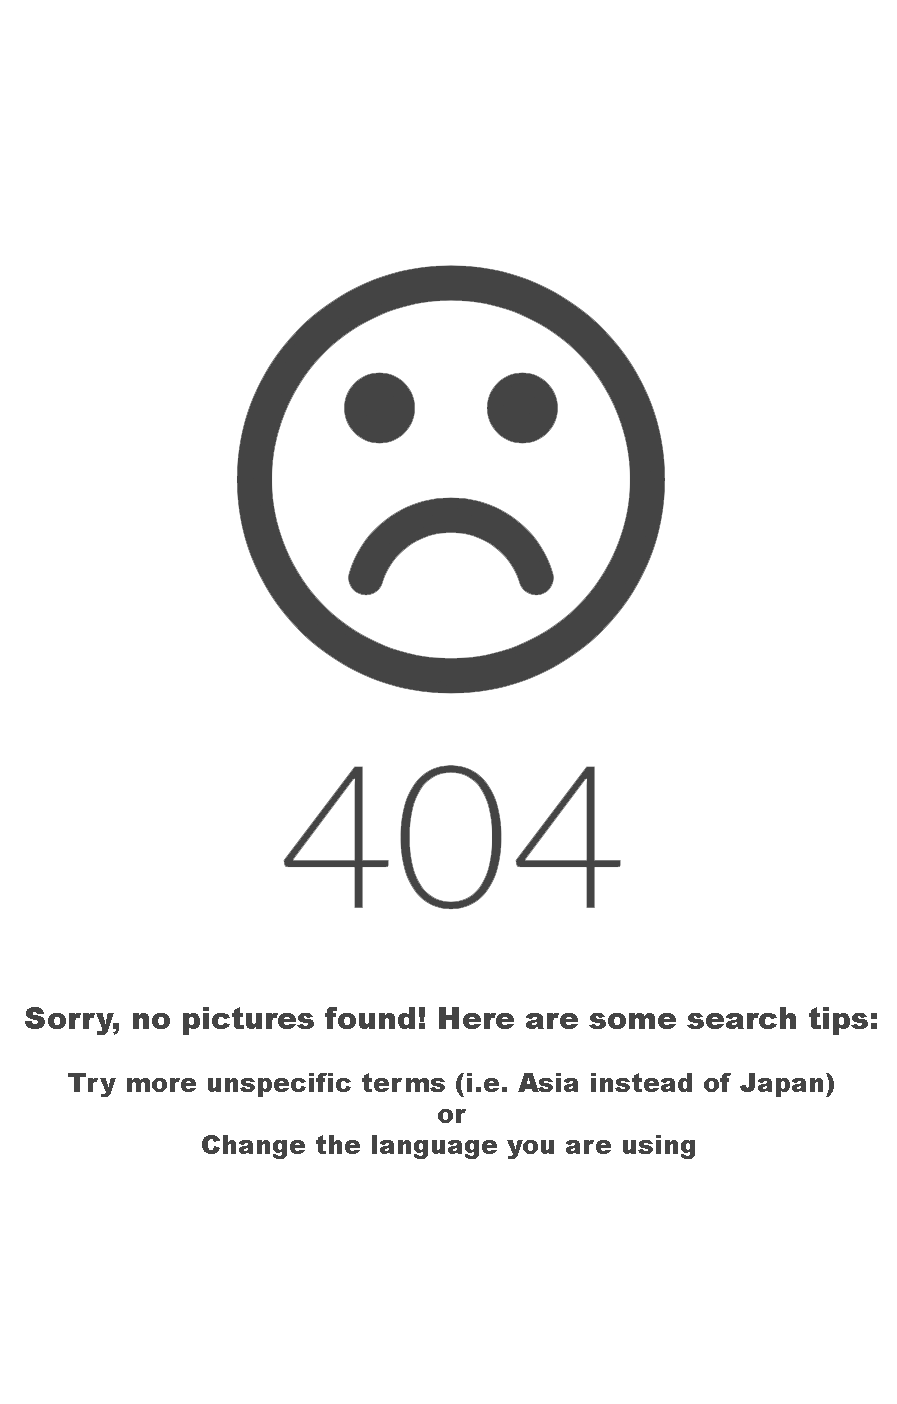 404
Sorry, no pictures found! Here are some search tips:
Try more unspecific terms (i.e. Asia instead of Japan)
or
Change the language you are using